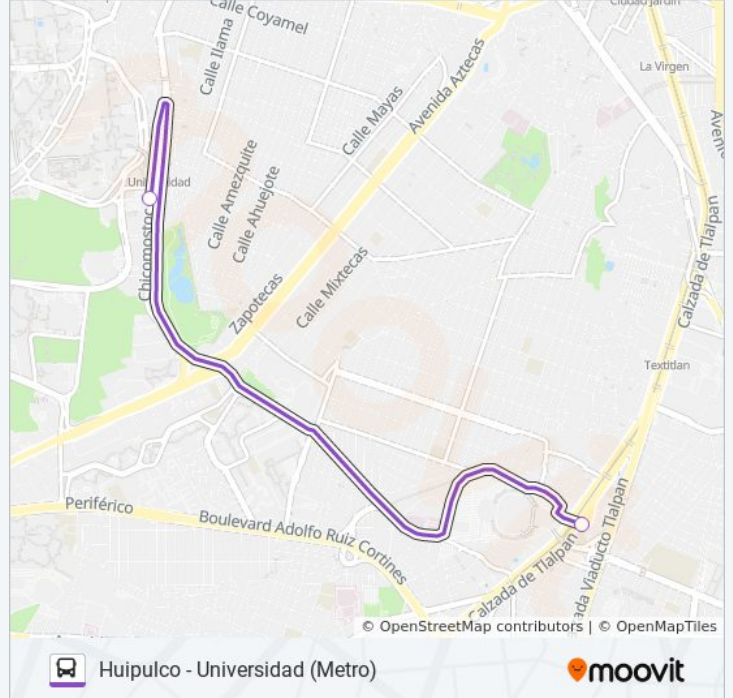 Calle Coyamel
Ciudad Jardín
Calle Ilama
La Virgen
Avenida Aztecas
Calle Mayas
Universidad
Calle Amezquite
Calle Ahuejote
Chicomostoc
Calle Mixtecas
Zapotecas
Calzada de Tlalpan
Textitlan
Periférico
Boulevard Adolfo Ruiz Cortines
Calzada de Tlalpan
ada Viaducto Tlalpan
© OpenStreetMap contributors | © OpenMapTiles
Huipulco - Universidad (Metro)
moovit